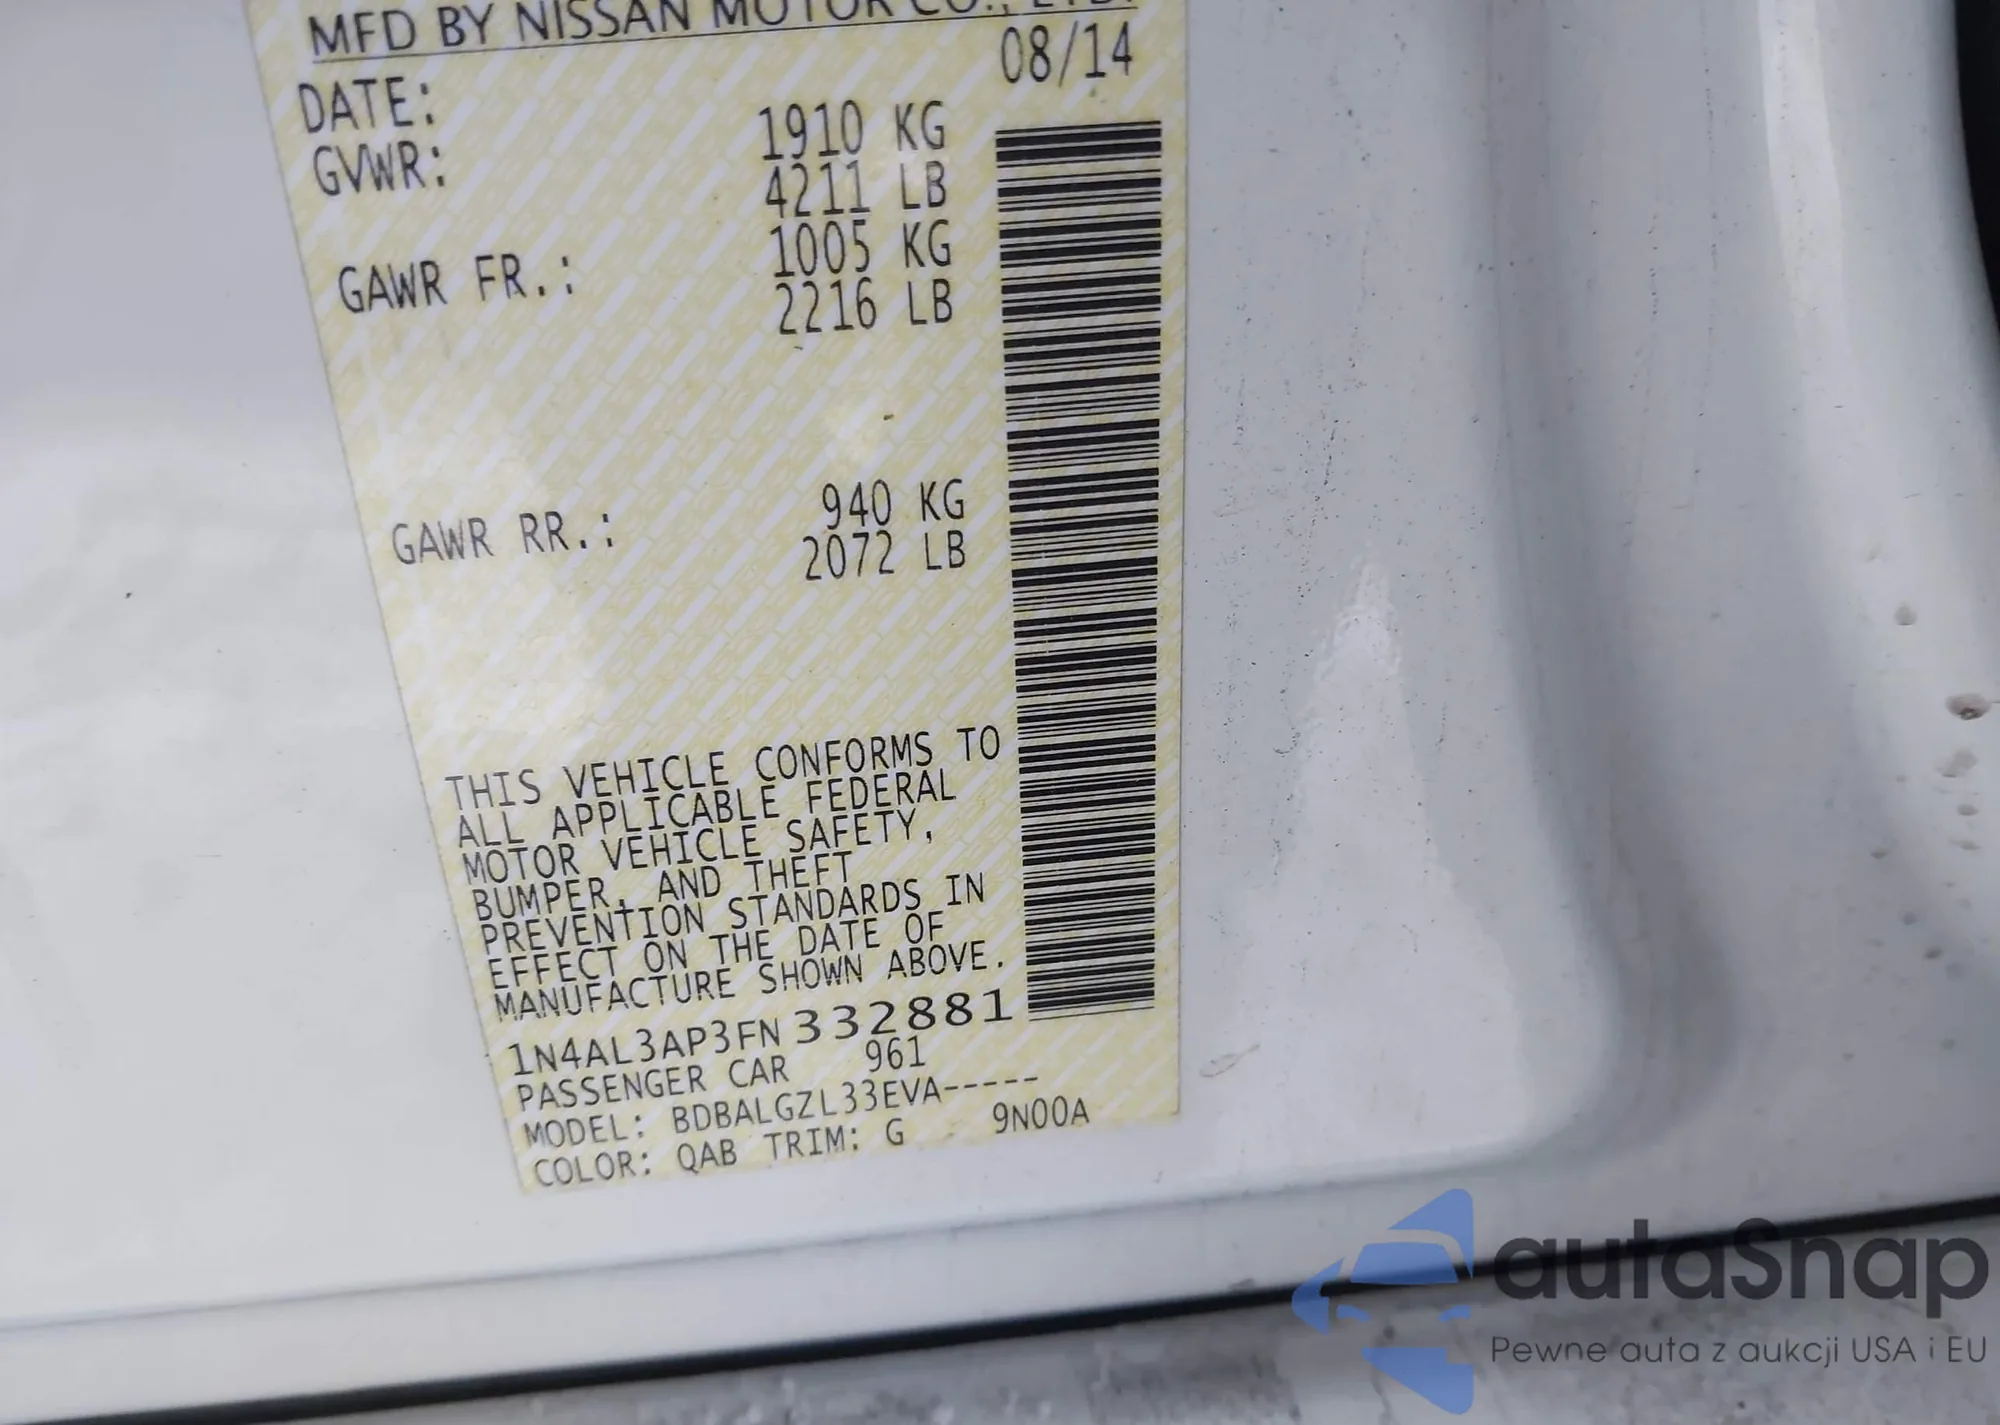 MFD BY NISSAN MOTOR CO., LTD.
DATE: 08/14
GVWR: 1910 KG
4211 LB
GAWR FR.: 1005 KG
2216 LB
GAWR RR.: 940 KG
2072 LB
THIS VEHICLE CONFORMS TO
ALL APPLICABLE FEDERAL
MOTOR VEHICLE SAFETY,
BUMPER, AND THEFT
PREVENTION STANDARDS IN
EFFECT ON THE DATE OF
MANUFACTURE SHOWN ABOVE.
1N4AL3AP3FN332881
PASSENGER CAR 961
MODEL: BDBALGZL33EVA-----
COLOR: QAB TRIM: G 9N00A
autoSnap
Pewne auta z aukcji USA i EU